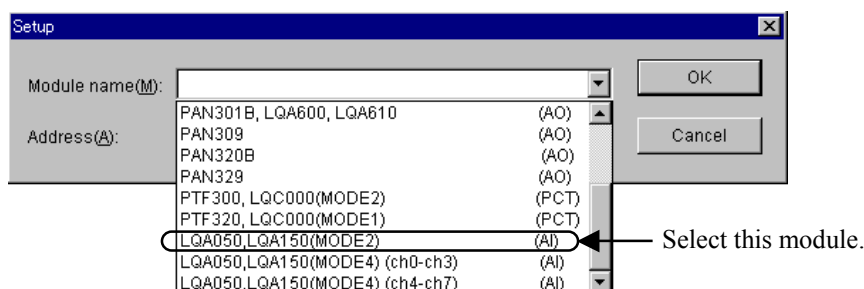 Setup
Module name(M):
OK
PAN301B, LQA600, LQA610 (AO)
PAN309 (AO)
Address(A):
Cancel
PAN320B (AO)
PAN329 (AO)
PTF300, LQC000(MODE2) (PCT)
PTF320, LQC000(MODE1) (PCT)
LQA050,LQA150(MODE2) (AI)
Select this module.
LQA050,LQA150(MODE4) (ch0-ch3) (AI)
LQA050,LQA150(MODE4) (ch4-ch7) (AI)